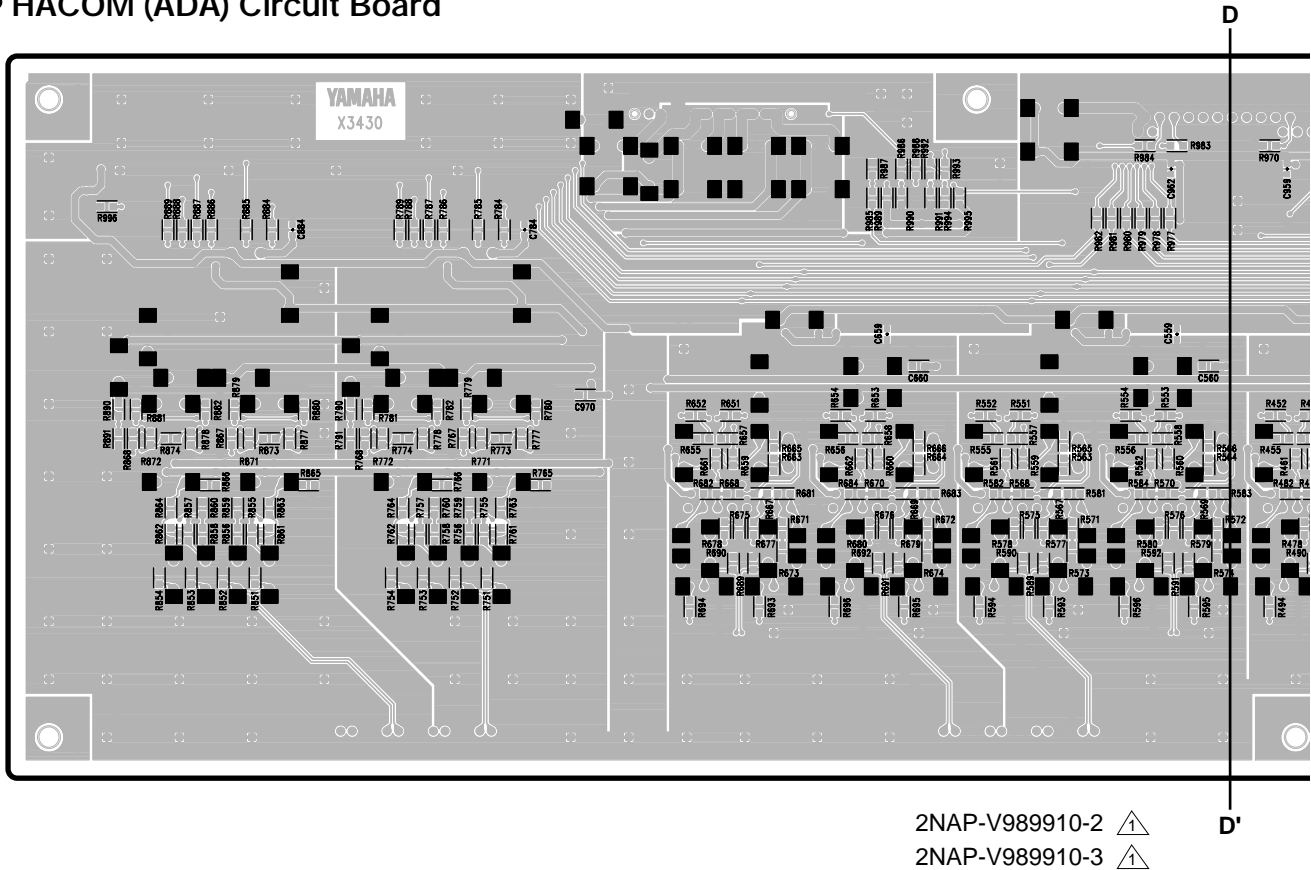 HACOM (ADA) Circuit Board
D
YAMAHA
X3430
R986 R988 R992
R984 R983 R970
R987 R993
C962 C959
R996
R889 R888 R887 R886 R885 R884 C884
R789 R788 R787 R786 R785 R784 C784
R985 R989 R990 R991 R994 R995
R982 R981 R980 R979 R978 R977
C659 C559
C660 C560
R879 R779
R890 R881 R882 R880
R790 R781 R782 R780
C970
R654 R653 R554 R553
R652 R651 R552 R551 R452
R891 R868 R874 R878 R867 R873 R877
R791 R768 R774 R778 R767 R773 R777
R872 R871 R772 R771
R657 R658 R557 R558
R655 R665 R656 R666 R555 R565 R556 R566 R455
R661 R659 R663 R662 R660 R664 R561 R559 R563 R562 R560 R564 R461
R866 R865 R766 R765
R682 R668 R681 R684 R670 R683 R582 R568 R581 R584 R570 R583 R482
R864 R857 R860 R859 R855 R863
R764 R757 R760 R759 R755 R763
R667 R669 R567 R569
R675 R671 R676 R672 R575 R571 R576 R572
R862 R858 R856 R861
R762 R758 R756 R761
R678 R677 R680 R679 R578 R577 R580 R579 R478
R690 R692 R590 R592 R490
R673 R674 R573 R574
R689 R691 R589 R591
R854 R853 R852 R851
R754 R753 R752 R751
R694 R693 R696 R695 R594 R593 R596 R595 R494
2NAP-V989910-2 1
D'
2NAP-V989910-3 1